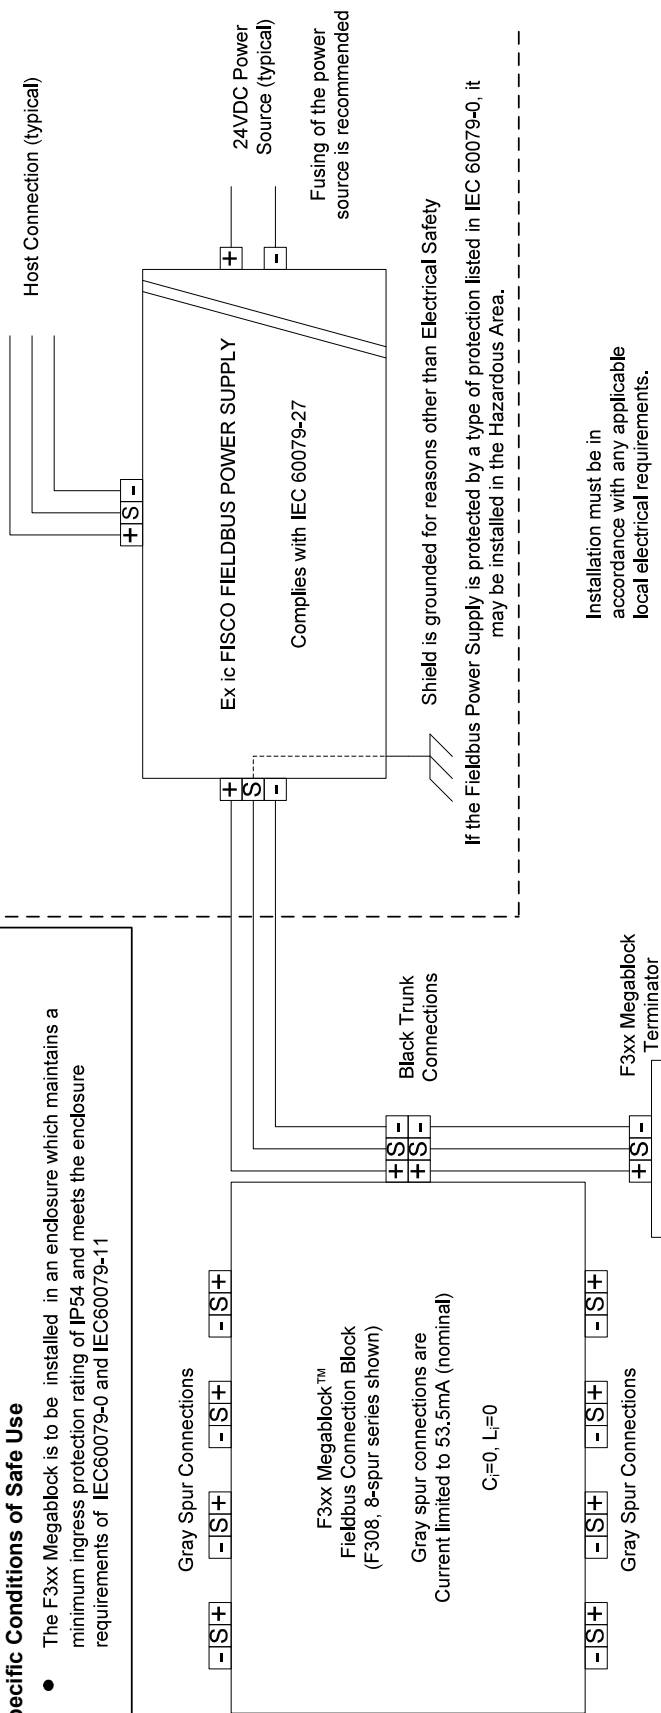 pecific Conditions of Safe Use
● The F3xx Megablock is to be installed in an enclosure which maintains a
minimum ingress protection rating of IP54 and meets the enclosure
requirements of IEC60079-0 and IEC60079-11
Host Connection (typical)
+ S -
24VDC Power
Source (typical)
+
-
Fusing of the power
source is recommended
Ex ic FISCO FIELDBUS POWER SUPPLY
Complies with IEC 60079-27
+
S
-
Shield is grounded for reasons other than Electrical Safety
If the Fieldbus Power Supply is protected by a type of protection listed in IEC 60079-0, it
may be installed in the Hazardous Area.
Installation must be in
accordance with any applicable
local electrical requirements.
Gray Spur Connections
- S + - S + - S + - S +
F3xx Megablock™
Fieldbus Connection Block
(F308, 8-spur series shown)
Gray spur connections are
Current limited to 53.5mA (nominal)
Cᵢ=0, Lᵢ=0
Black Trunk
Connections
+ S -
+ S -
- S + - S + - S + - S +
Gray Spur Connections
F3xx Megablock
Terminator
+ S -